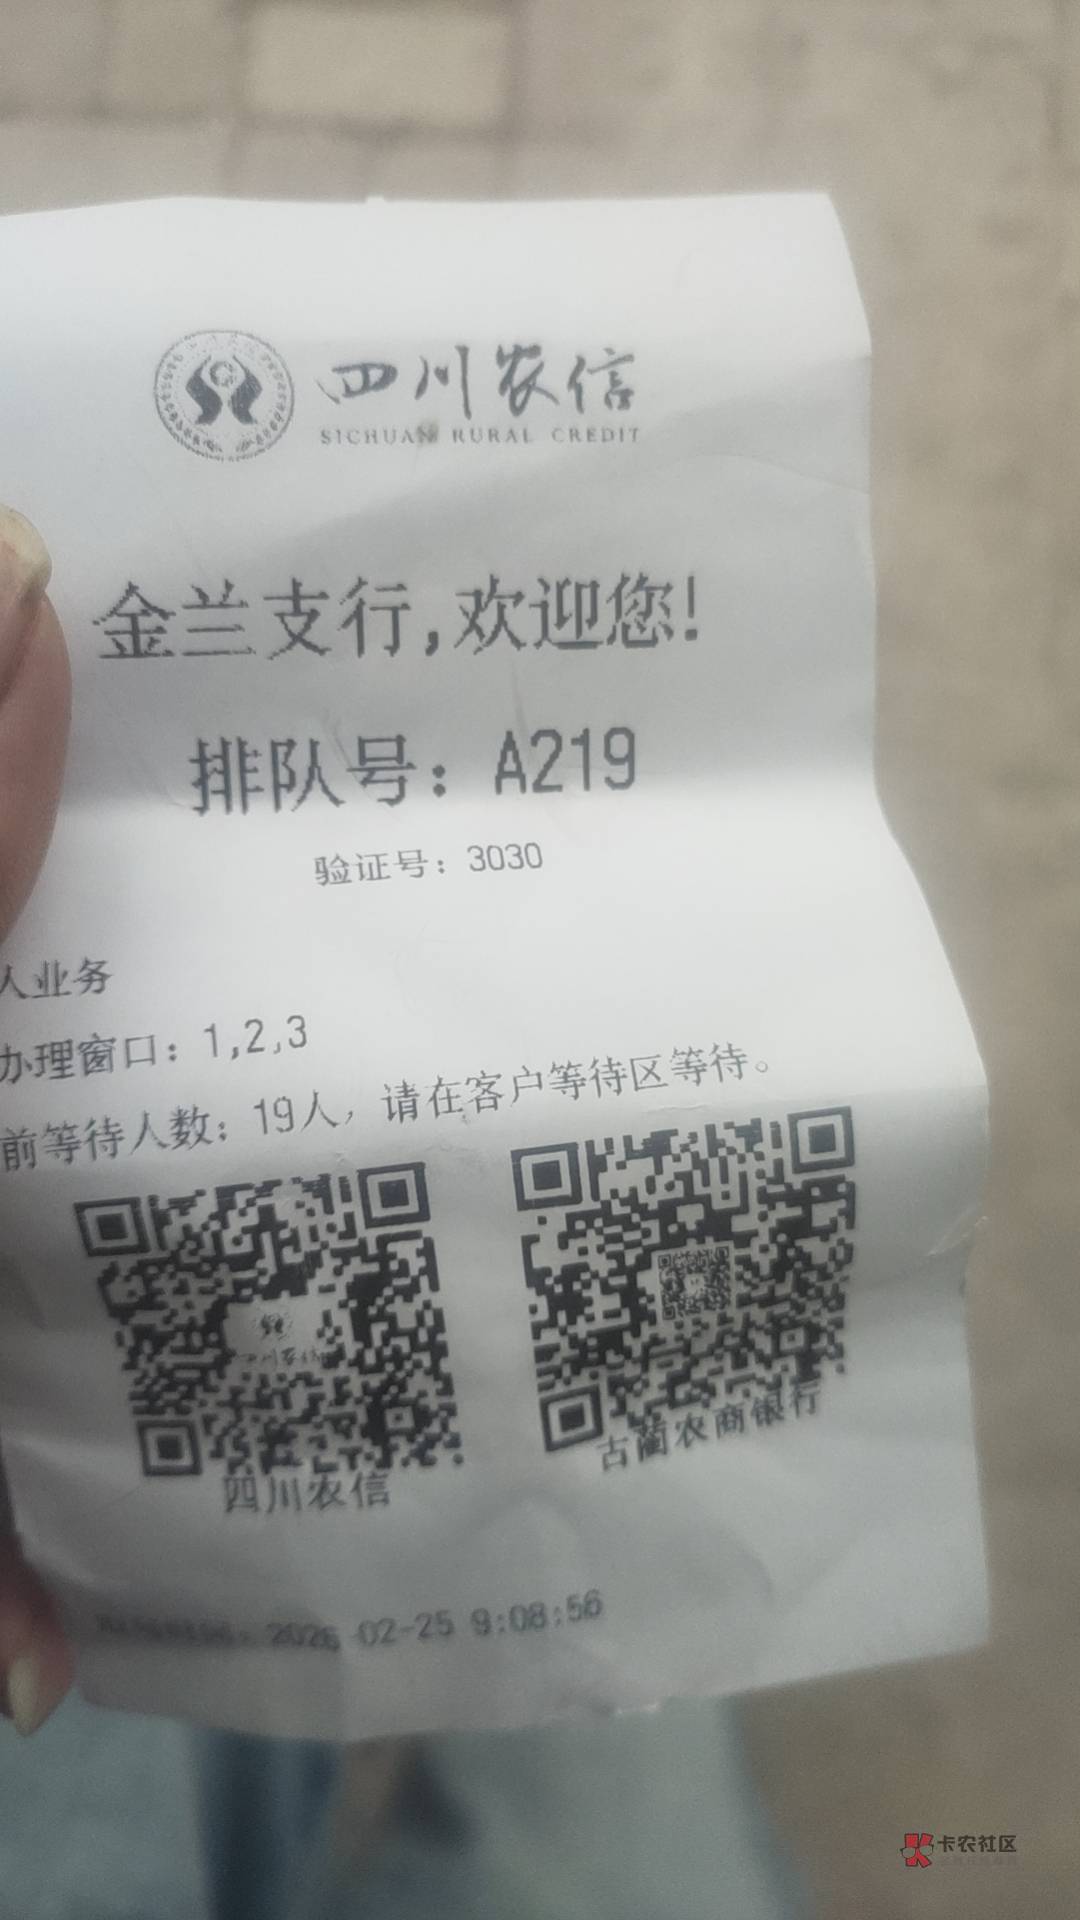 四川农信
SICHUAN RURAL CREDIT
金兰支行,欢迎您!
排队号：A219
验证号：3030
人业务
办理窗口：1,2,3
前等待人数：19人，请在客户等待区等待。
四川农信
古蔺农商银行
2026-02-25 9:08:56
卡农社区